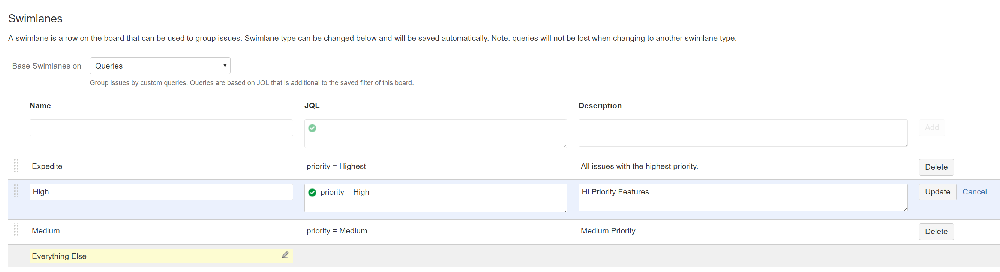 Swimlanes
A swimlane is a row on the board that can be used to group issues. Swimlane type can be changed below and will be saved automatically. Note: queries will not be lost when changing to another swimlane type.
Base Swimlanes on Queries
Group issues by custom queries. Queries are based on JQL that is additional to the saved filter of this board.
Name JQL Description
Add
Expedite priority = Highest All issues with the highest priority. Delete
High priority = High Hi Priority Features Update Cancel
Medium priority = Medium Medium Priority Delete
Everything Else